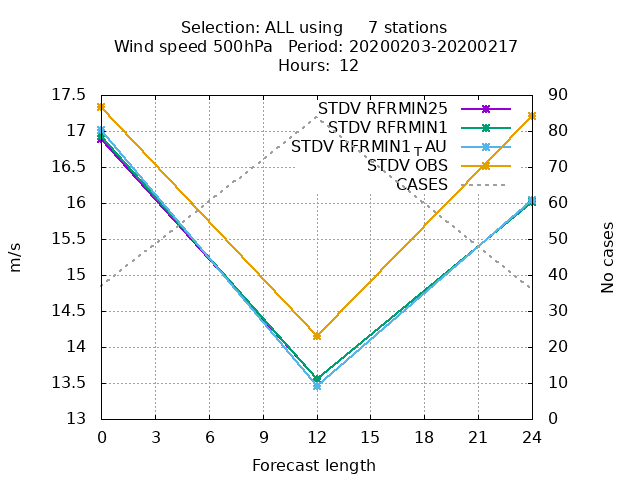 Selection: ALL using 7 stations
Wind speed 500hPa Period: 20200203-20200217
Hours: 12
17.5
17
16.5
16
15.5
15
14.5
14
13.5
13
90
80
70
60
50
40
30
20
10
0
STDV RFRMIN25
STDV RFRMIN1
STDV RFRMIN1TAU
STDV OBS
CASES
m/s
No cases
0 3 6 9 12 15 18 21 24
Forecast length